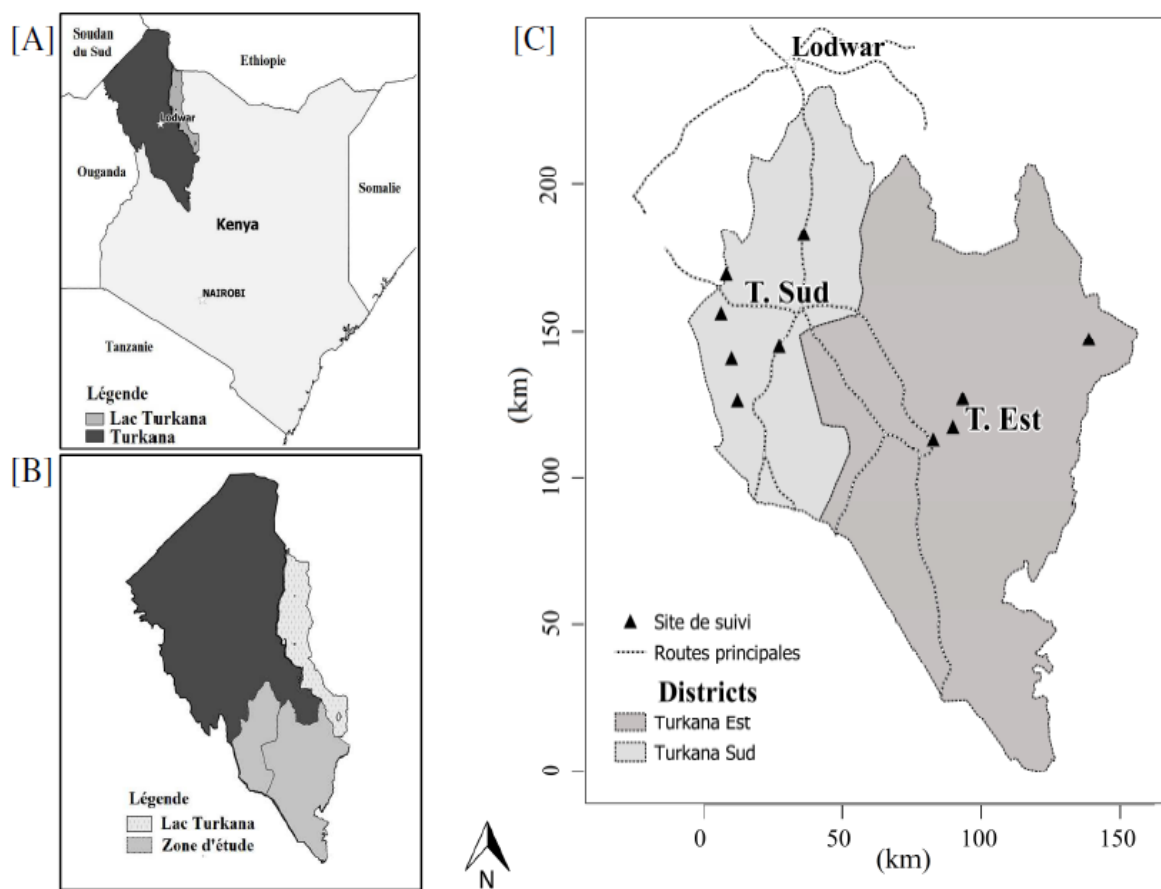 [A]
Soudan
du Sud
Ethiopie
Lodwar
Ouganda
Somalie
Kenya
NAIROBI
Tanzanie
Légende
Lac Turkana
Turkana
[B]
Légende
Lac Turkana
Zone d'étude
N
[C]
Lodwar
T. Sud
T. Est
(km)
200
150
100
50
0
Site de suivi
Routes principales
Districts
Turkana Est
Turkana Sud
0 50 100 150
(km)